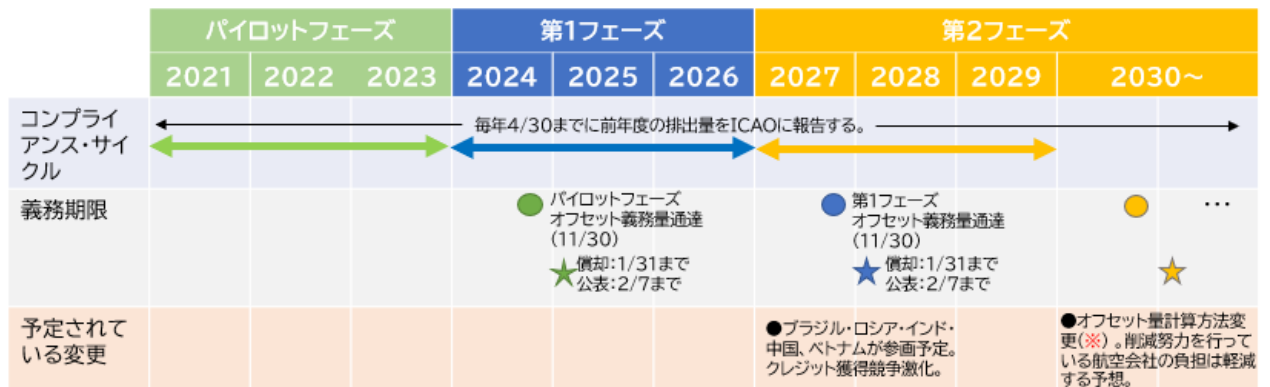 パイロットフェーズ
第1フェーズ
第2フェーズ
2021
2022
2023
2024
2025
2026
2027
2028
2029
2030～
コンプライ
アンス・サイ
クル
毎年4/30までに前年度の排出量をICAOに報告する。
義務期限
パイロットフェーズ
オフセット義務量通達
(11/30)
償却：1/31まで
公表：2/7まで
第1フェーズ
オフセット義務量通達
(11/30)
償却：1/31まで
公表：2/7まで
…
予定されて
いる変更
●ブラジル・ロシア・インド・
中国、ベトナムが参画予定。
クレジット獲得競争激化。
●オフセット量計算方法変
更(※) 。削減努力を行って
いる航空会社の負担は軽減
する予想。